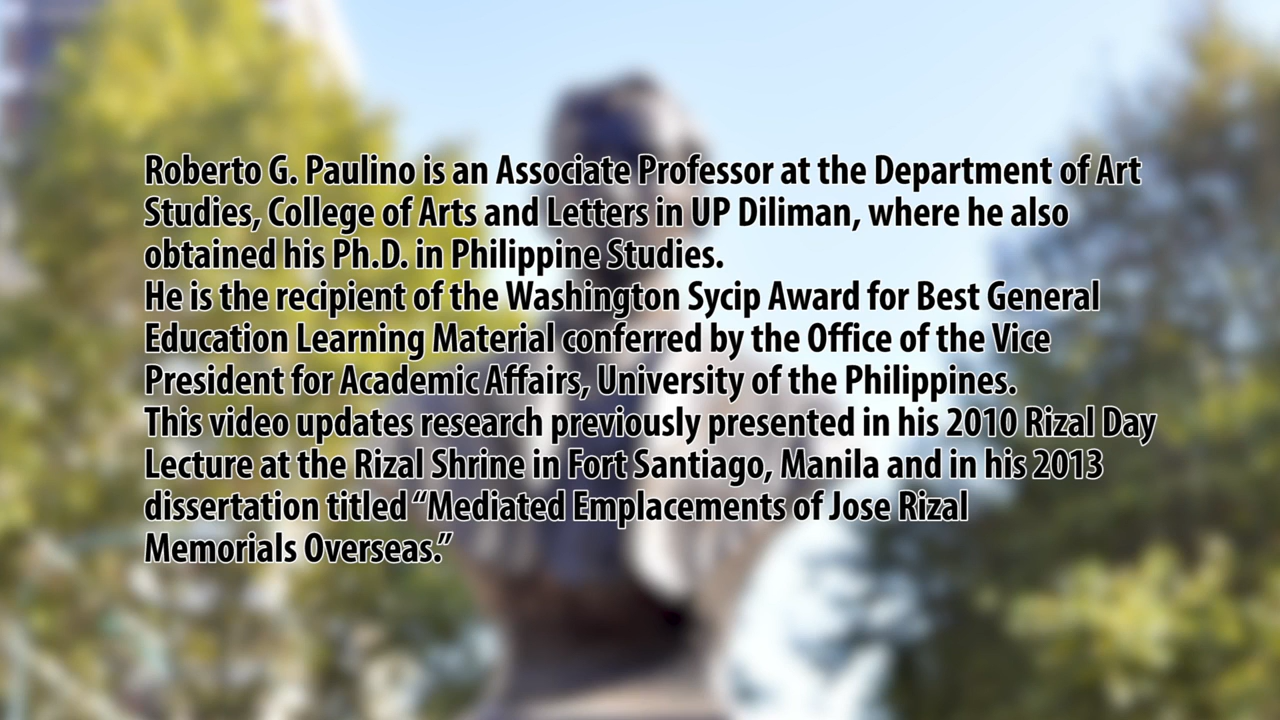 Roberto G. Paulino is an Associate Professor at the Department of Art
Studies, College of Arts and Letters in UP Diliman, where he also
obtained his Ph.D. in Philippine Studies.
He is the recipient of the Washington Sycip Award for Best General
Education Learning Material conferred by the Office of the Vice
President for Academic Affairs, University of the Philippines.
This video updates research previously presented in his 2010 Rizal Day
Lecture at the Rizal Shrine in Fort Santiago, Manila and in his 2013
dissertation titled “Mediated Emplacements of Jose Rizal
Memorials Overseas.”